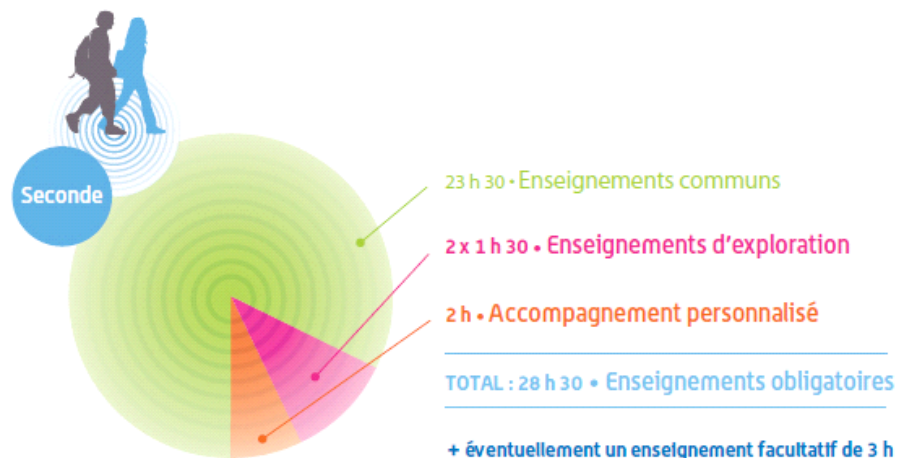 Seconde
23 h 30 • Enseignements communs
2 x 1 h 30 • Enseignements d'exploration
2 h • Accompagnement personnalisé
TOTAL : 28 h 30 • Enseignements obligatoires
+ éventuellement un enseignement facultatif de 3 h